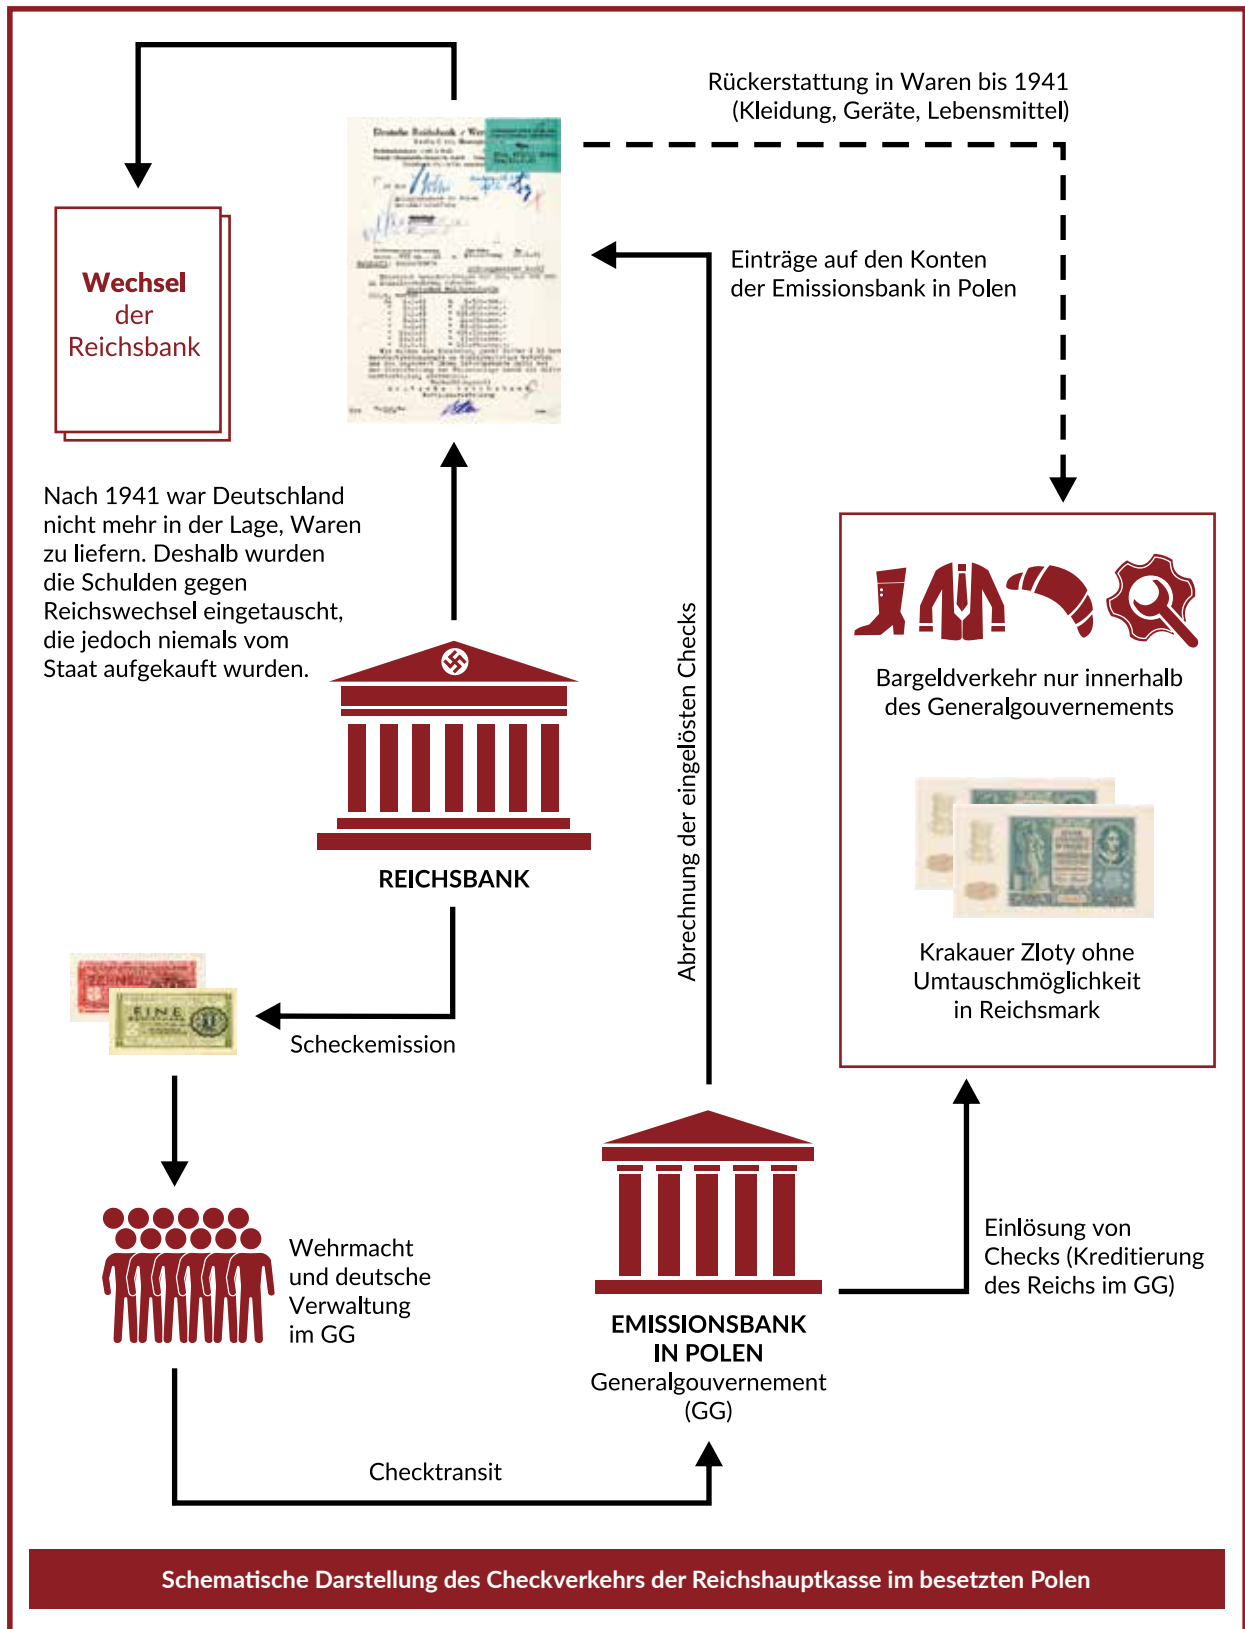 Rückerstattung in Waren bis 1941
(Kleidung, Geräte, Lebensmittel)
Deutsche Reichsbank
Einträge auf den Konten
der Emissionsbank in Polen
Wechsel
der
Reichsbank
Nach 1941 war Deutschland
nicht mehr in der Lage, Waren
zu liefern. Deshalb wurden
die Schulden gegen
Reichswechsel eingetauscht,
die jedoch niemals vom
Staat aufgekauft wurden.
Abrechnung der eingelösten Checks
Bargeldverkehr nur innerhalb
des Generalgouvernements
REICHSBANK
Krakauer Zloty ohne
Umtauschmöglichkeit
in Reichsmark
EINE
Scheckemission
Wehrmacht
und deutsche
Verwaltung
im GG
Einlösung von
Checks (Kreditierung
des Reichs im GG)
EMISSIONSBANK
IN POLEN
Generalgouvernement
(GG)
Checktransit
Schematische Darstellung des Checkverkehrs der Reichshauptkasse im besetzten Polen